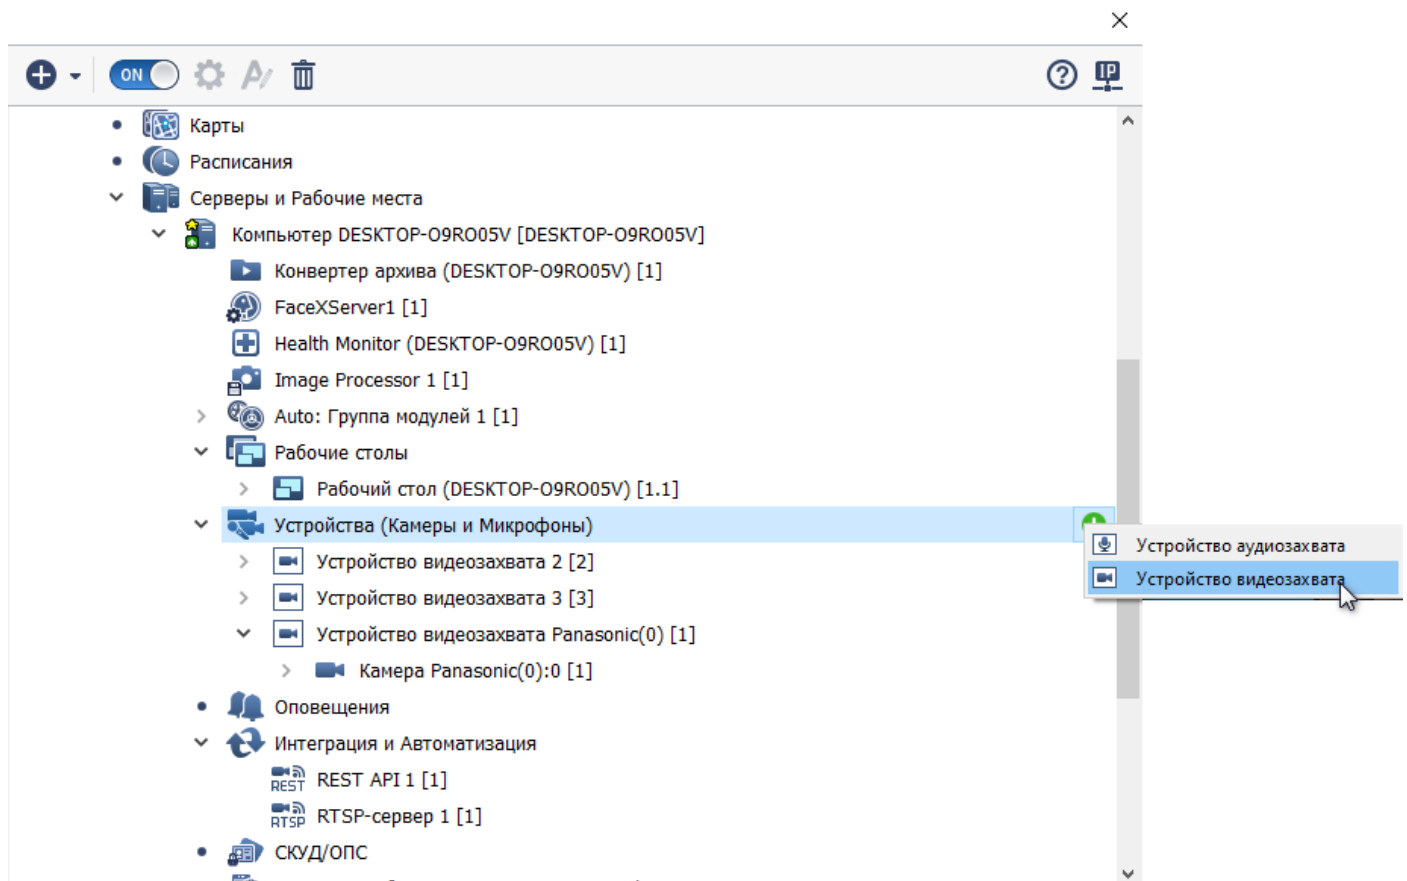 ON
IP
Карты
Расписания
Серверы и Рабочие места
Компьютер DESKTOP-O9RO05V [DESKTOP-O9RO05V]
Конвертер архива (DESKTOP-O9RO05V) [1]
FaceXServer1 [1]
Health Monitor (DESKTOP-O9RO05V) [1]
Image Processor 1 [1]
Auto: Группа модулей 1 [1]
Рабочие столы
Рабочий стол (DESKTOP-O9RO05V) [1.1]
Устройства (Камеры и Микрофоны)
Устройство аудиозахвата
Устройство видеозахвата
Устройство видеозахвата 2 [2]
Устройство видеозахвата 3 [3]
Устройство видеозахвата Panasonic(0) [1]
Камера Panasonic(0):0 [1]
Оповещения
Интеграция и Автоматизация
REST REST API 1 [1]
RTSP RTSP-сервер 1 [1]
СКУД/ОПС